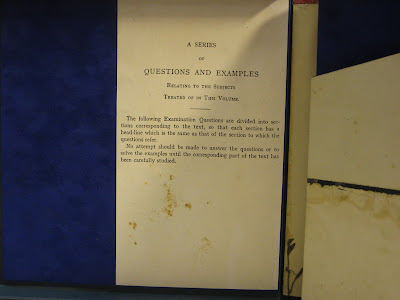 A SERIES
OF
QUESTIONS AND EXAMPLES
RELATING TO THE SUBJECTS
TREATED OF IN THIS VOLUME.
The following Examination Questions are divided into sec-
tions corresponding to the text, so that each section has a
head-line which is the same as that of the section to which the
questions refer.
No attempt should be made to answer the questions or to
solve the examples until the corresponding part of the text has
been carefully studied.